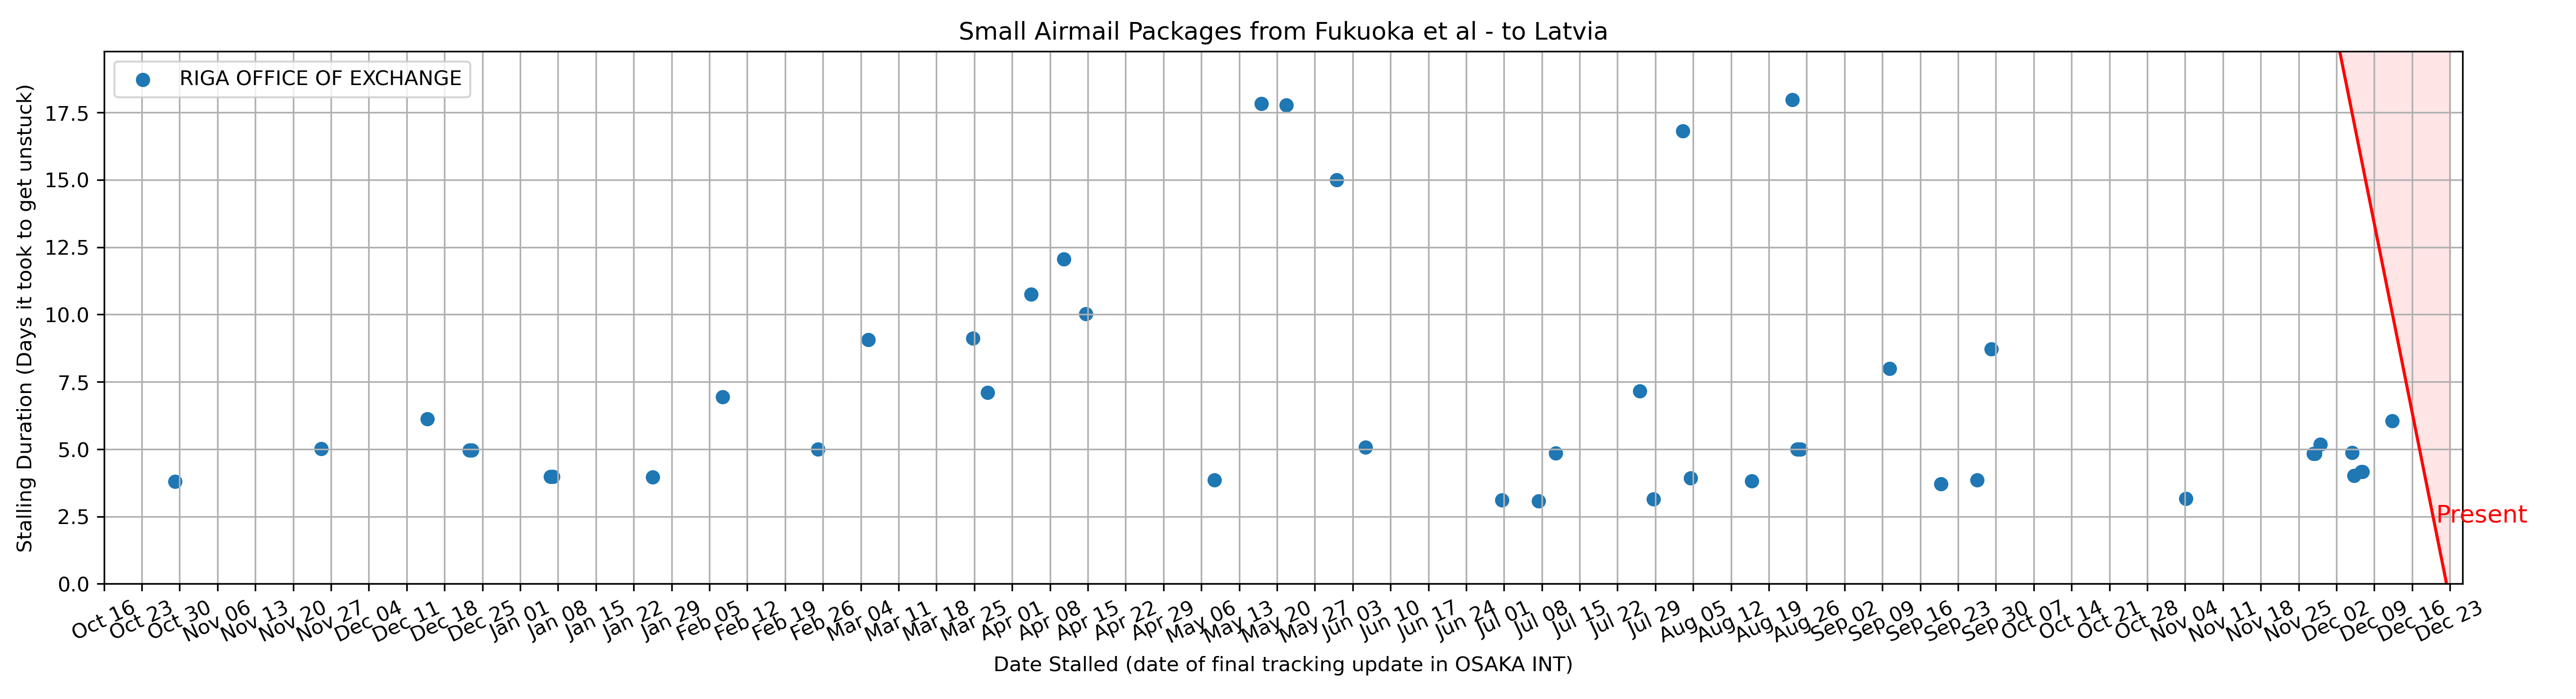 Small Airmail Packages from Fukuoka et al - to Latvia
RIGA OFFICE OF EXCHANGE
Stalling Duration (Days it took to get unstuck)
17.5
15.0
12.5
10.0
7.5
5.0
2.5
0.0
Present
Oct 16
Oct 23
Oct 30
Nov 06
Nov 13
Nov 20
Nov 27
Dec 04
Dec 11
Dec 18
Dec 25
Jan 01
Jan 08
Jan 15
Jan 22
Jan 29
Feb 05
Feb 12
Feb 19
Feb 26
Mar 04
Mar 11
Mar 18
Mar 25
Apr 01
Apr 08
Apr 15
Apr 22
Apr 29
May 06
May 13
May 20
May 27
Jun 03
Jun 10
Jun 17
Jun 24
Jul 01
Jul 08
Jul 15
Jul 22
Jul 29
Aug 05
Aug 12
Aug 19
Aug 26
Sep 02
Sep 09
Sep 16
Sep 23
Sep 30
Oct 07
Oct 14
Oct 21
Oct 28
Nov 04
Nov 11
Nov 18
Nov 25
Dec 02
Dec 09
Dec 16
Dec 23
Date Stalled (date of final tracking update in OSAKA INT)